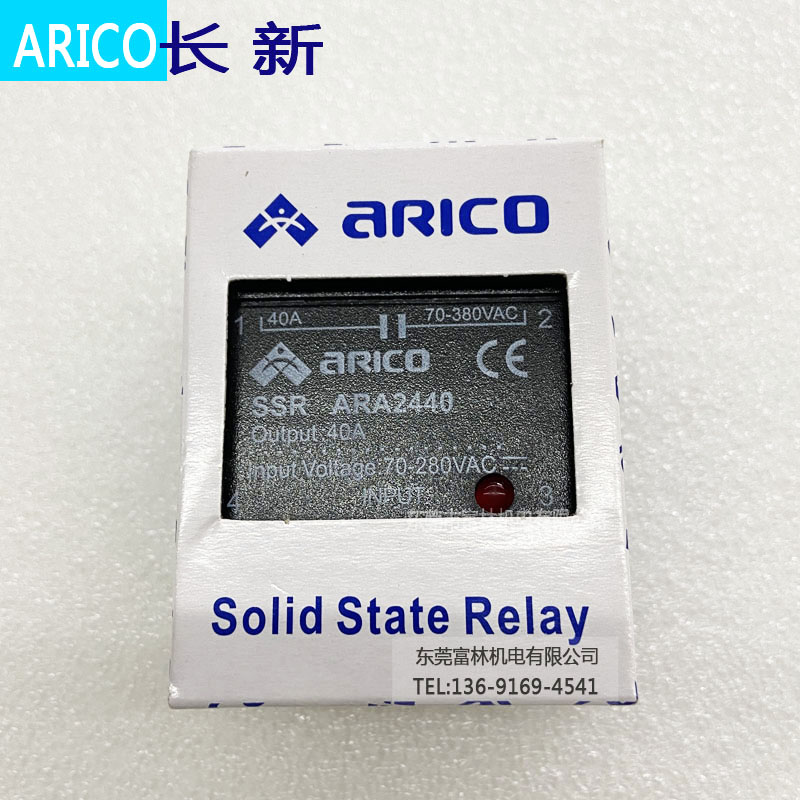 ARICO长新
ARICO
1 40A 70-380VAC 2
ARICO CE
SSR ARA2440
Output 40A
Input Voltage 70-280VAC
4 INPUT 3
Solid State Relay
东莞富林机电有限公司
TEL:136-9169-4541